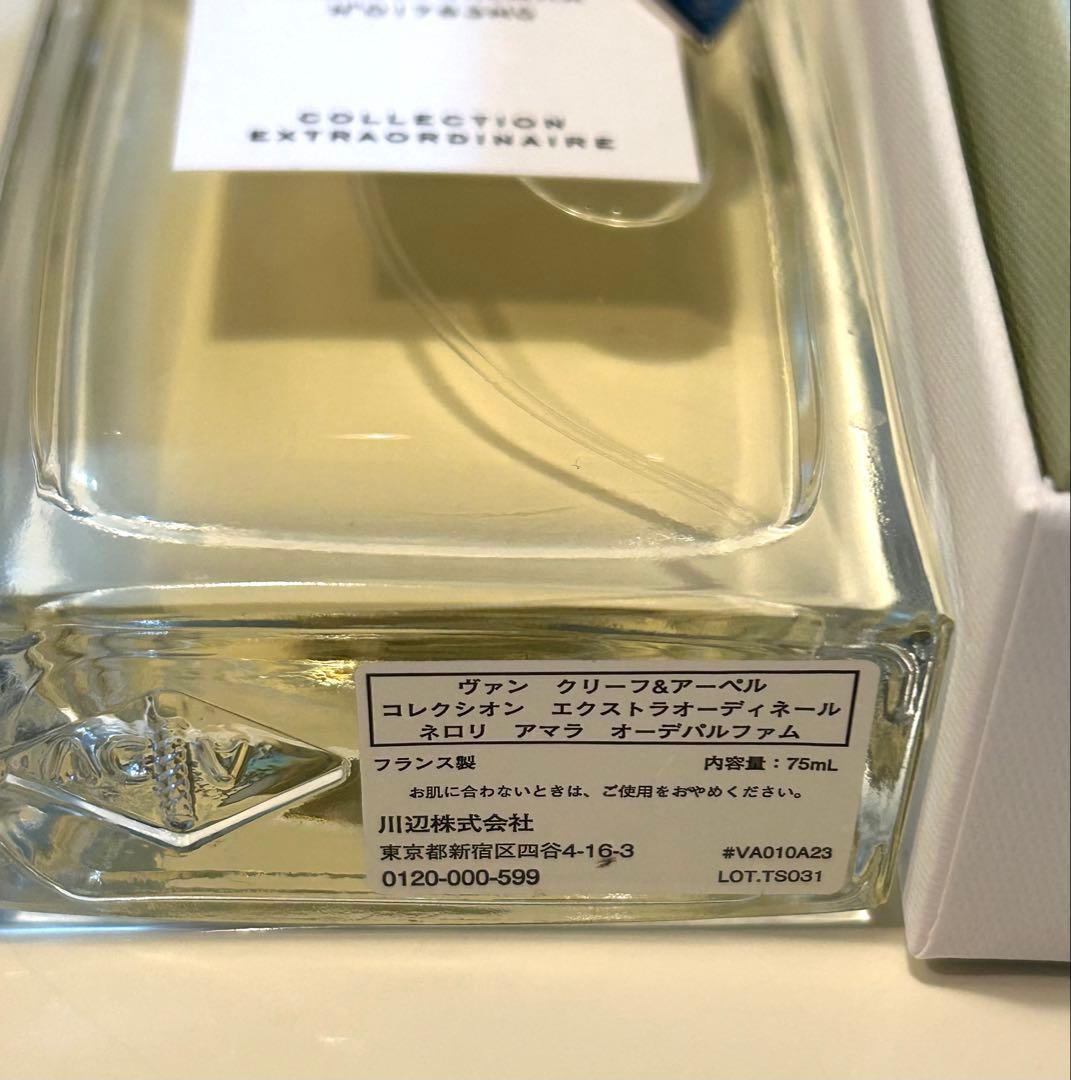 COLLECTION
EXTRAORDINAIRE
ヴァン クリーフ&アーペル
コレクシオン エクストラオーディネール
ネロリ アマラ オーデパルファム
フランス製 内容量：75mL
お肌に合わないときは、ご使用をおやめください。
川辺株式会社
東京都新宿区四谷4-16-3 #VA010A23
0120-000-599 LOT.TS031